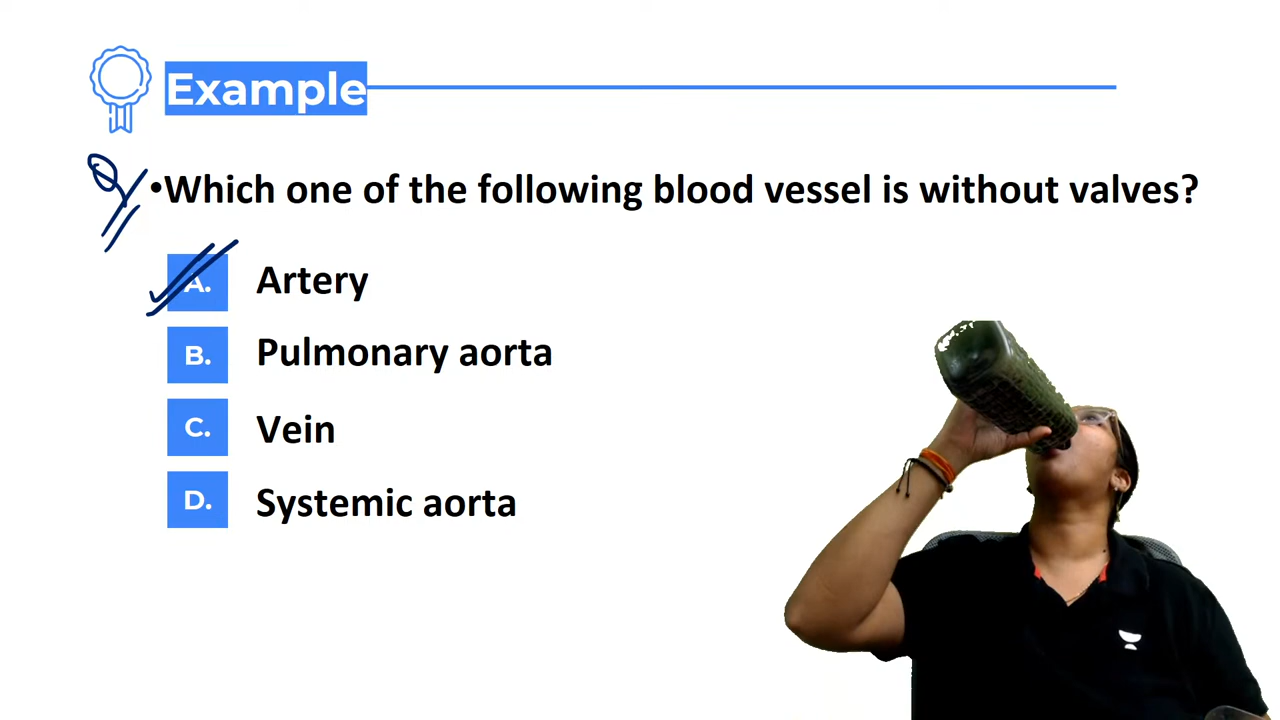 Example
•Which one of the following blood vessel is without valves?
A. Artery
B. Pulmonary aorta
C. Vein
D. Systemic aorta